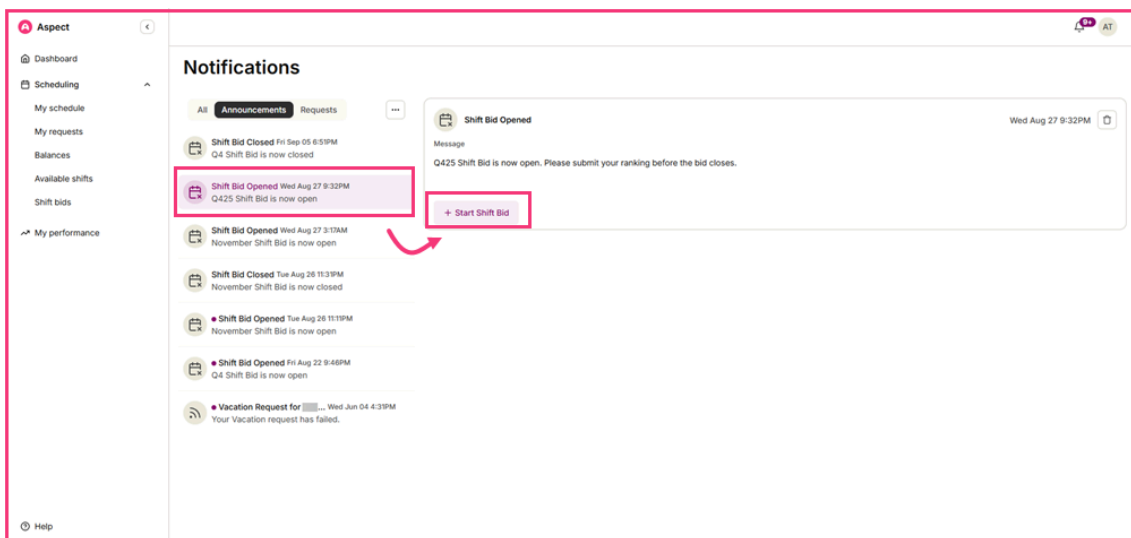 Aspect
9+
AT
Dashboard
Scheduling
My schedule
My requests
Balances
Available shifts
Shift bids
My performance
Help
Notifications
All Announcements Requests
Shift Bid Closed Fri Sep 05 6:51PM
Q4 Shift Bid is now closed
Shift Bid Opened Wed Aug 27 9:32PM
Q425 Shift Bid is now open
Shift Bid Opened Wed Aug 27 3:17AM
November Shift Bid is now open
Shift Bid Closed Tue Aug 26 11:31PM
November Shift Bid is now closed
Shift Bid Opened Tue Aug 26 11:11PM
November Shift Bid is now open
Shift Bid Opened Fri Aug 22 9:46PM
Q4 Shift Bid is now open
Vacation Request for ... Wed Jun 04 4:31PM
Your Vacation request has failed.
Shift Bid Opened Wed Aug 27 9:32PM
Message
Q425 Shift Bid is now open. Please submit your ranking before the bid closes.
+ Start Shift Bid